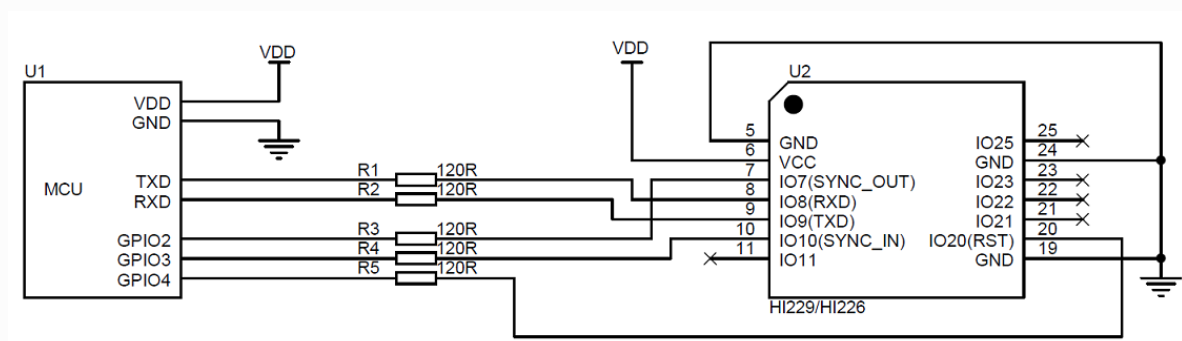 VDD
VDD
U1
U2
VDD
GND
5
GND
IO25
25
6
VCC
GND
24
TXD
R1
120R
7
IO7(SYNC_OUT)
IO23
23
MCU
RXD
R2
120R
8
IO8(RXD)
IO22
22
9
IO9(TXD)
IO21
21
GPIO2
R3
120R
10
IO10(SYNC_IN)
IO20(RST)
20
GPIO3
R4
120R
11
IO11
GND
19
GPIO4
R5
120R
HI229/HI226